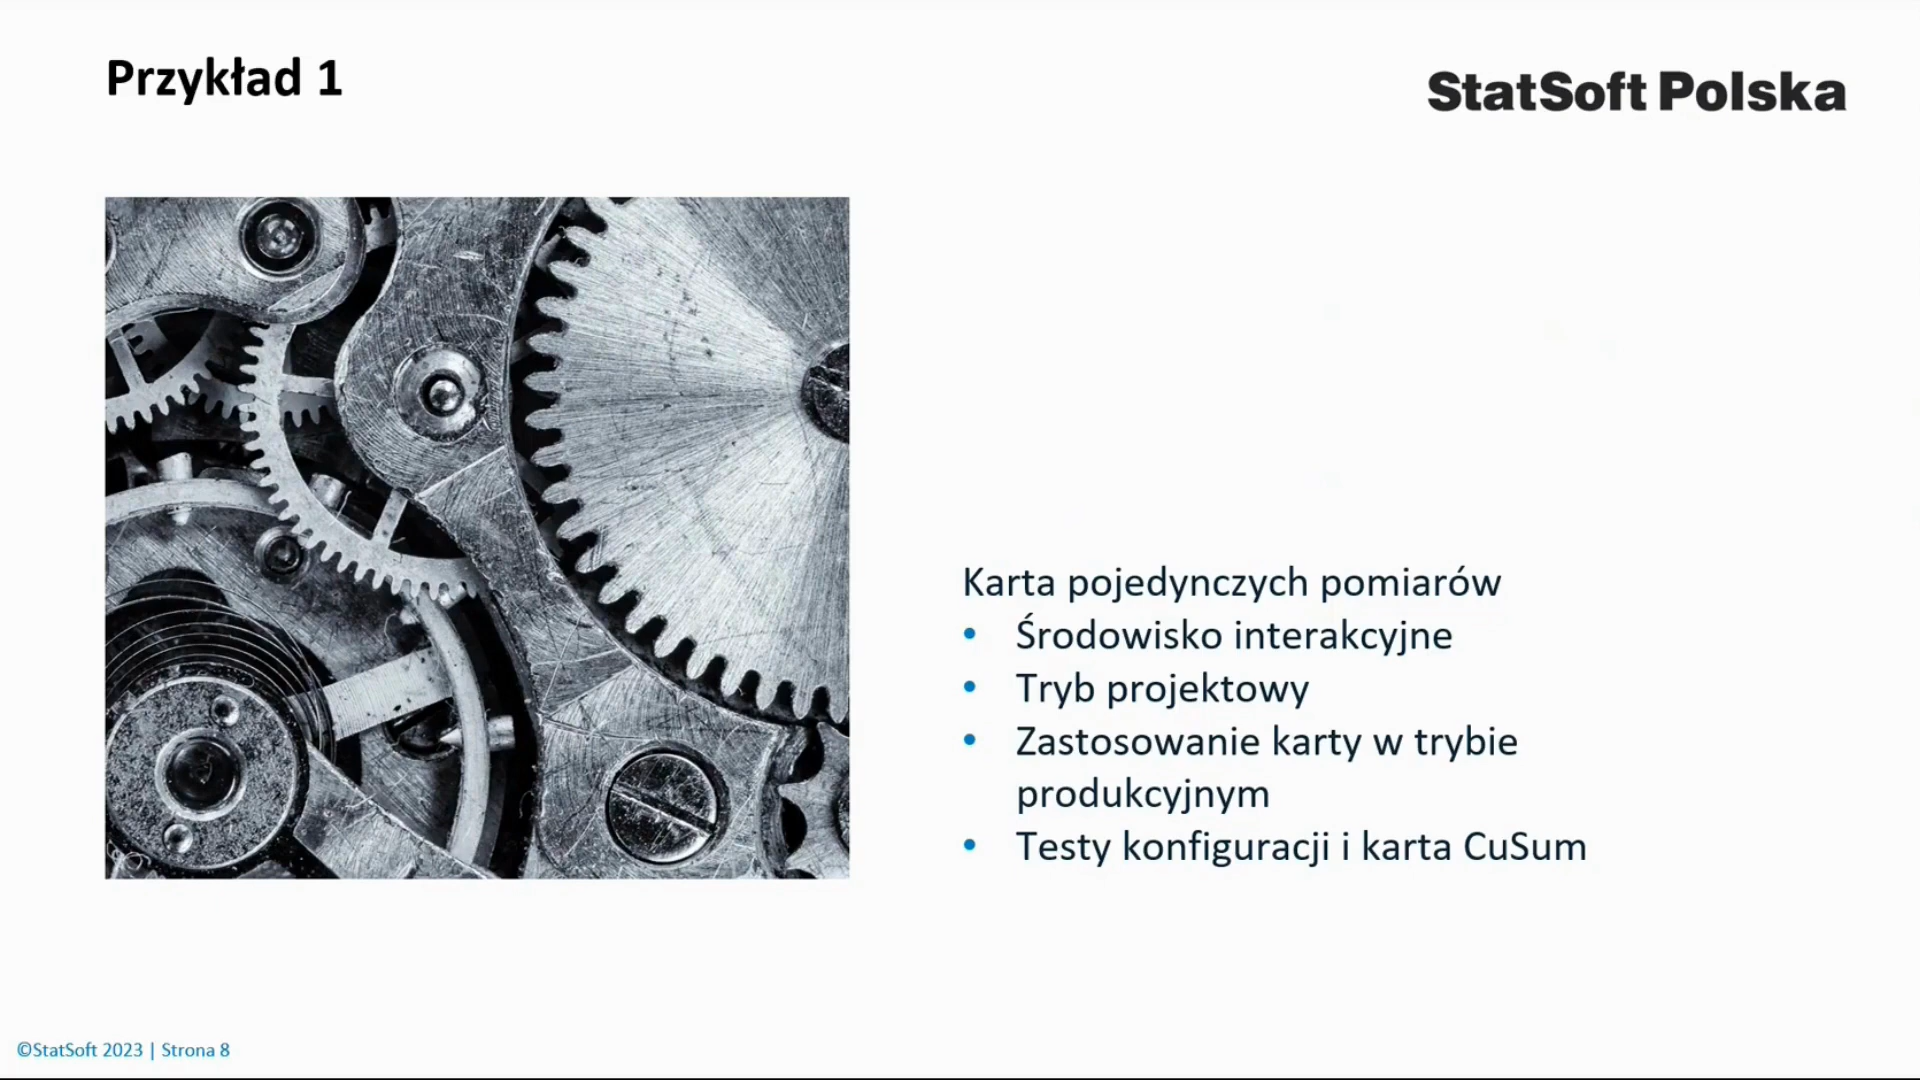 Przykład 1
StatSoft Polska
Karta pojedynczych pomiarów
• Środowisko interakcyjne
• Tryb projektowy
• Zastosowanie karty w trybie
produkcyjnym
• Testy konfiguracji i karta CuSum
©StatSoft 2023 | Strona 8